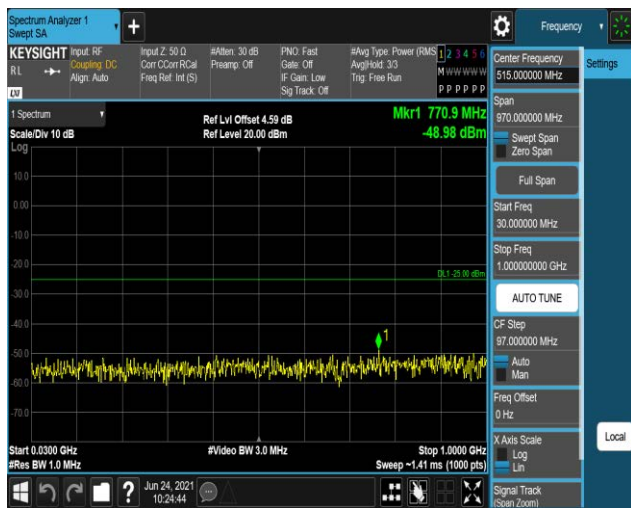 Spectrum Analyzer 1
Swept SA
+
Frequency
KEYSIGHT
RL
LXI
Input: RF
Coupling: DC
Align: Auto
Input Z: 50 Ω
Corr CCorr RCal
Freq Ref: Int (S)
#Atten: 30 dB
Preamp: Off
PNO: Fast
Gate: Off
IF Gain: Low
Sig Track: Off
#Avg Type: Power (RMS
Avg|Hold: 3/3
Trig: Free Run
1 2 3 4 5 6
M W W W W W
P P P P P P
1 Spectrum
Scale/Div 10 dB
Ref Lvl Offset 4.59 dB
Ref Level 20.00 dBm
Mkr1 770.9 MHz
-48.98 dBm
Log
10.0
0.00
-10.0
-20.0
-30.0
-40.0
-50.0
-60.0
-70.0
DL1 -25.00 dBm
1
Start 0.0300 GHz
#Res BW 1.0 MHz
#Video BW 3.0 MHz
Stop 1.0000 GHz
Sweep ~1.41 ms (1000 pts)
?
Jun 24, 2021
10:24:44
Center Frequency
515.000000 MHz
Span
970.000000 MHz
Swept Span
Zero Span
Full Span
Start Freq
30.000000 MHz
Stop Freq
1.000000000 GHz
AUTO TUNE
CF Step
97.000000 MHz
Auto
Man
Freq Offset
0 Hz
X Axis Scale
Log
Lin
Signal Track
(Span Zoom)
Settings
Local